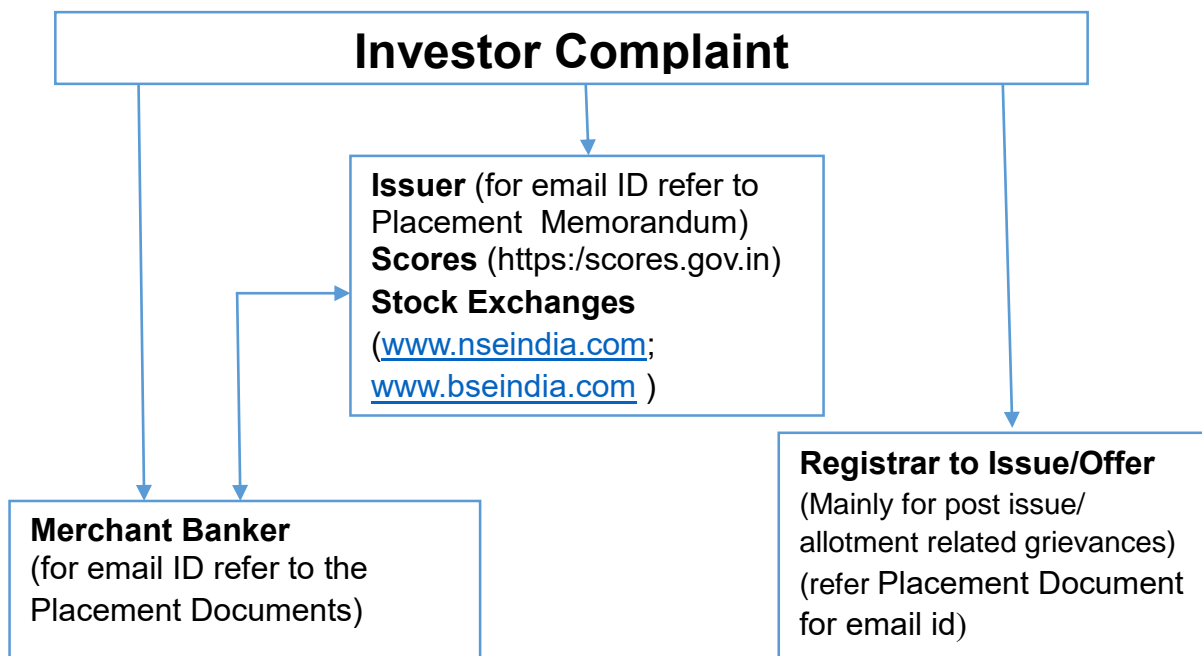 Investor Complaint
Issuer (for email ID refer to
Placement Memorandum)
Scores (https:/scores.gov.in)
Stock Exchanges
(www.nseindia.com;
www.bseindia.com )
Merchant Banker
(for email ID refer to the
Placement Documents)
Registrar to Issue/Offer
(Mainly for post issue/
allotment related grievances)
(refer Placement Document
for email id)